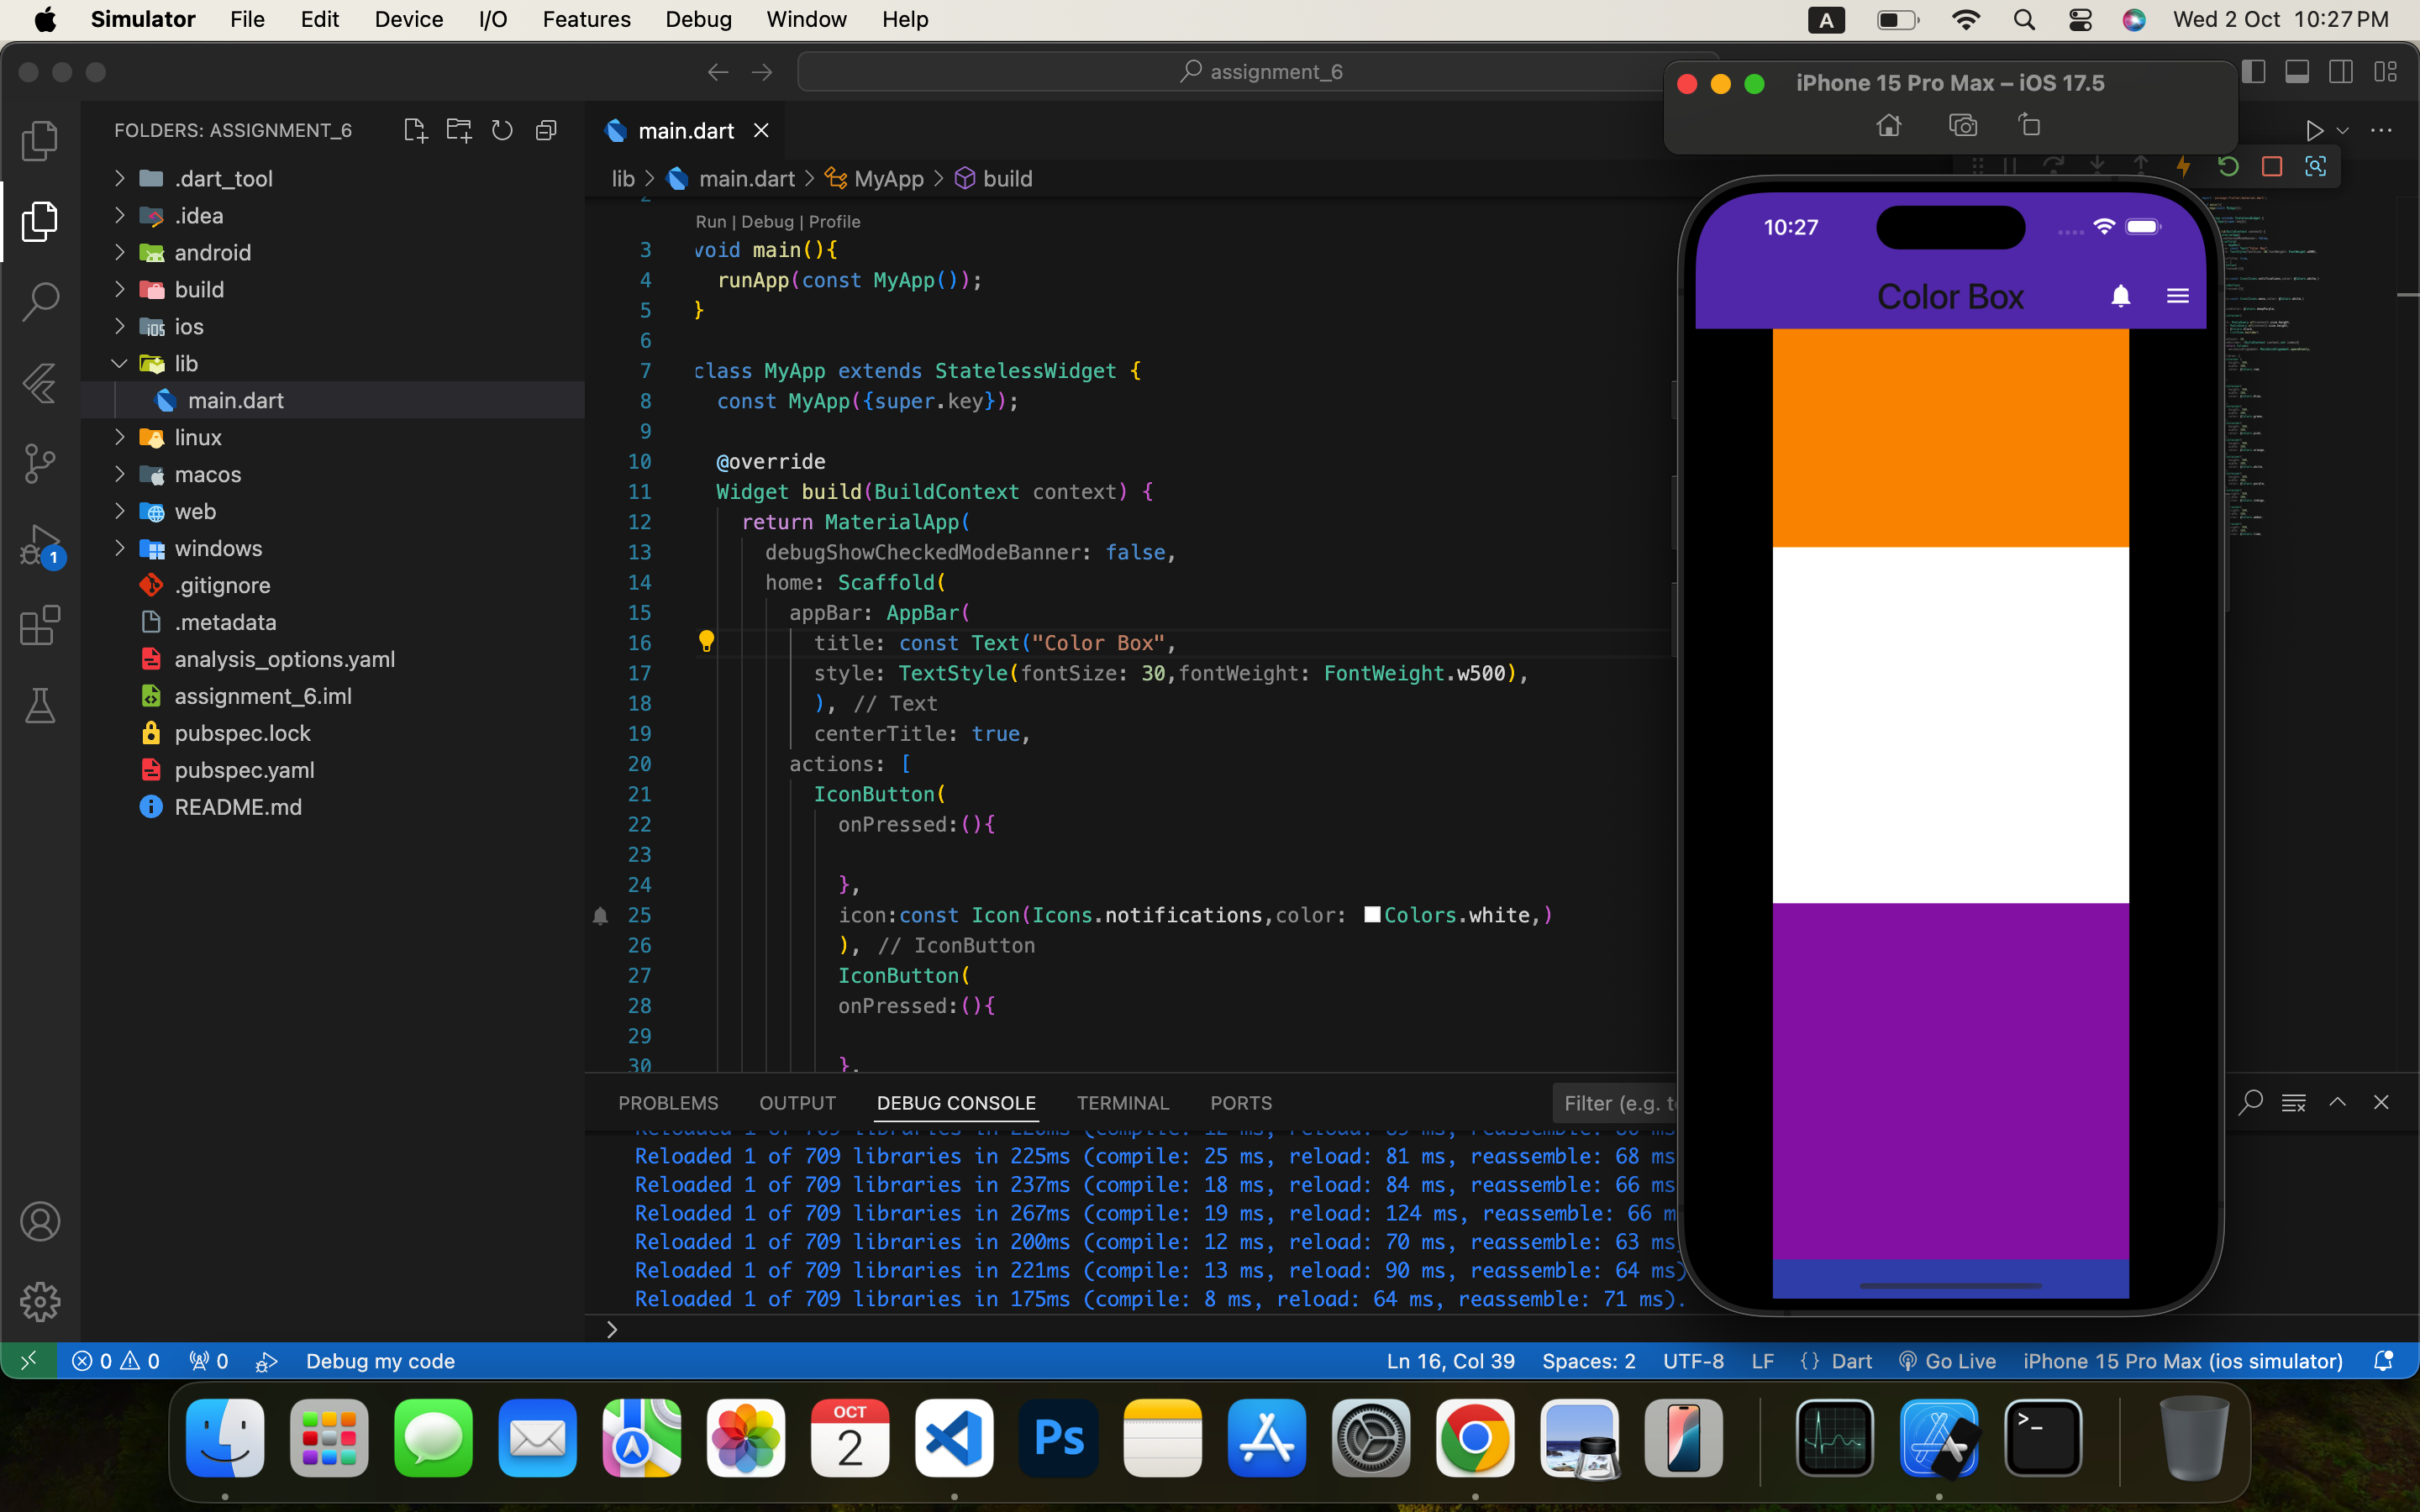 Simulator File Edit Device I/O Features Debug Window Help
A Wed 2 Oct 10:27 PM
assignment_6
iPhone 15 Pro Max – iOS 17.5
FOLDERS: ASSIGNMENT_6
.dart_tool
.idea
android
build
ios
lib
main.dart
linux
macos
web
windows
.gitignore
.metadata
analysis_options.yaml
assignment_6.iml
pubspec.lock
pubspec.yaml
README.md
1
main.dart
lib > main.dart > MyApp > build
2
Run | Debug | Profile
3 void main(){
4 runApp(const MyApp());
5 }
6
7 class MyApp extends StatelessWidget {
8 const MyApp({super.key});
9
10 @override
11 Widget build(BuildContext context) {
12 return MaterialApp(
13 debugShowCheckedModeBanner: false,
14 home: Scaffold(
15 appBar: AppBar(
16 title: const Text("Color Box",
17 style: TextStyle(fontSize: 30,fontWeight: FontWeight.w500),
18 ), // Text
19 centerTitle: true,
20 actions: [
21 IconButton(
22 onPressed:(){
23
24 },
25 icon:const Icon(Icons.notifications,color: Colors.white,)
26 ), // IconButton
27 IconButton(
28 onPressed:(){
29
30 },
10:27
Color Box
PROBLEMS OUTPUT DEBUG CONSOLE TERMINAL PORTS
Filter (e.g. t
Reloaded 1 of 709 libraries in 225ms (compile: 25 ms, reload: 81 ms, reassemble: 68 ms
Reloaded 1 of 709 libraries in 237ms (compile: 18 ms, reload: 84 ms, reassemble: 66 ms
Reloaded 1 of 709 libraries in 267ms (compile: 19 ms, reload: 124 ms, reassemble: 66 m
Reloaded 1 of 709 libraries in 200ms (compile: 12 ms, reload: 70 ms, reassemble: 63 ms
Reloaded 1 of 709 libraries in 221ms (compile: 13 ms, reload: 90 ms, reassemble: 64 ms)
Reloaded 1 of 709 libraries in 175ms (compile: 8 ms, reload: 64 ms, reassemble: 71 ms).
>
0 0 0 Debug my code
Ln 16, Col 39 Spaces: 2 UTF-8 LF {} Dart Go Live iPhone 15 Pro Max (ios simulator)
OCT
2
Ps
>_